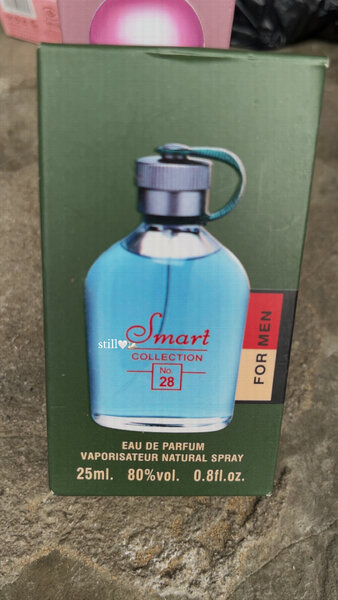 Smart
COLLECTION
No.
28
still🤍
FOR MEN
EAU DE PARFUM
VAPORISATEUR NATURAL SPRAY
25ml. 80%vol. 0.8fl.oz.